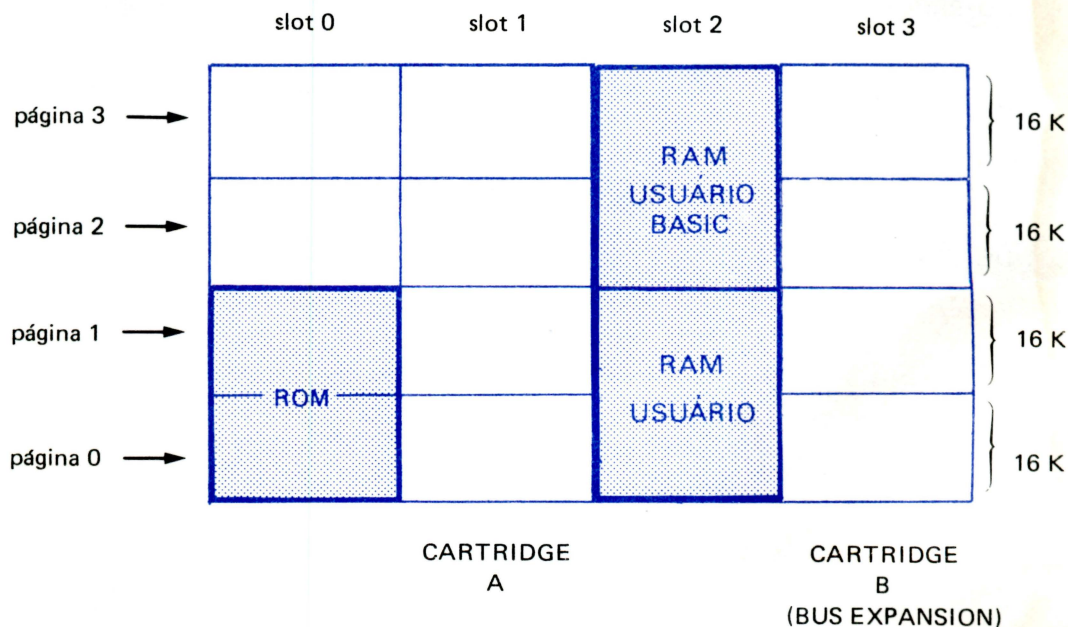 slot 0 slot 1 slot 2 slot 3
página 3 16 K
RAM
USUÁRIO
BASIC
página 2 16 K
página 1 16 K
RAM
ROM
USUÁRIO
página 0 16 K
CARTRIDGE
A
CARTRIDGE
B
(BUS EXPANSION)